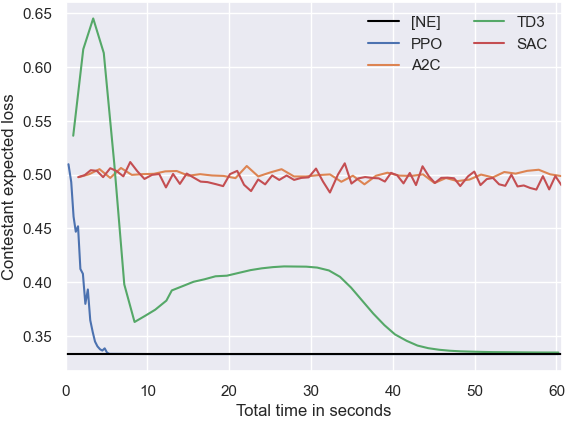 Contestant expected loss
0.65
0.60
0.55
0.50
0.45
0.40
0.35
[NE]
PPO
A2C
TD3
SAC
0 10 20 30 40 50 60
Total time in seconds